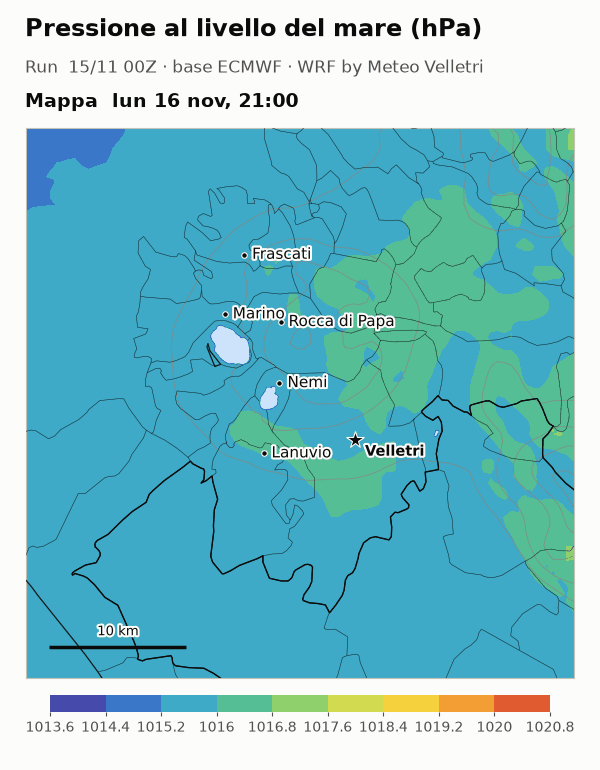 Pressione al livello del mare (hPa)
Run  15/11 00Z · base ECMWF · WRF by Meteo Velletri
Mappa  lun 16 nov, 21:00
Frascati
Marino
Rocca di Papa
Nemi
Velletri
Lanuvio
10 km
1013.6 1014.4 1015.2 1016 1016.8 1017.6 1018.4 1019.2 1020 1020.8